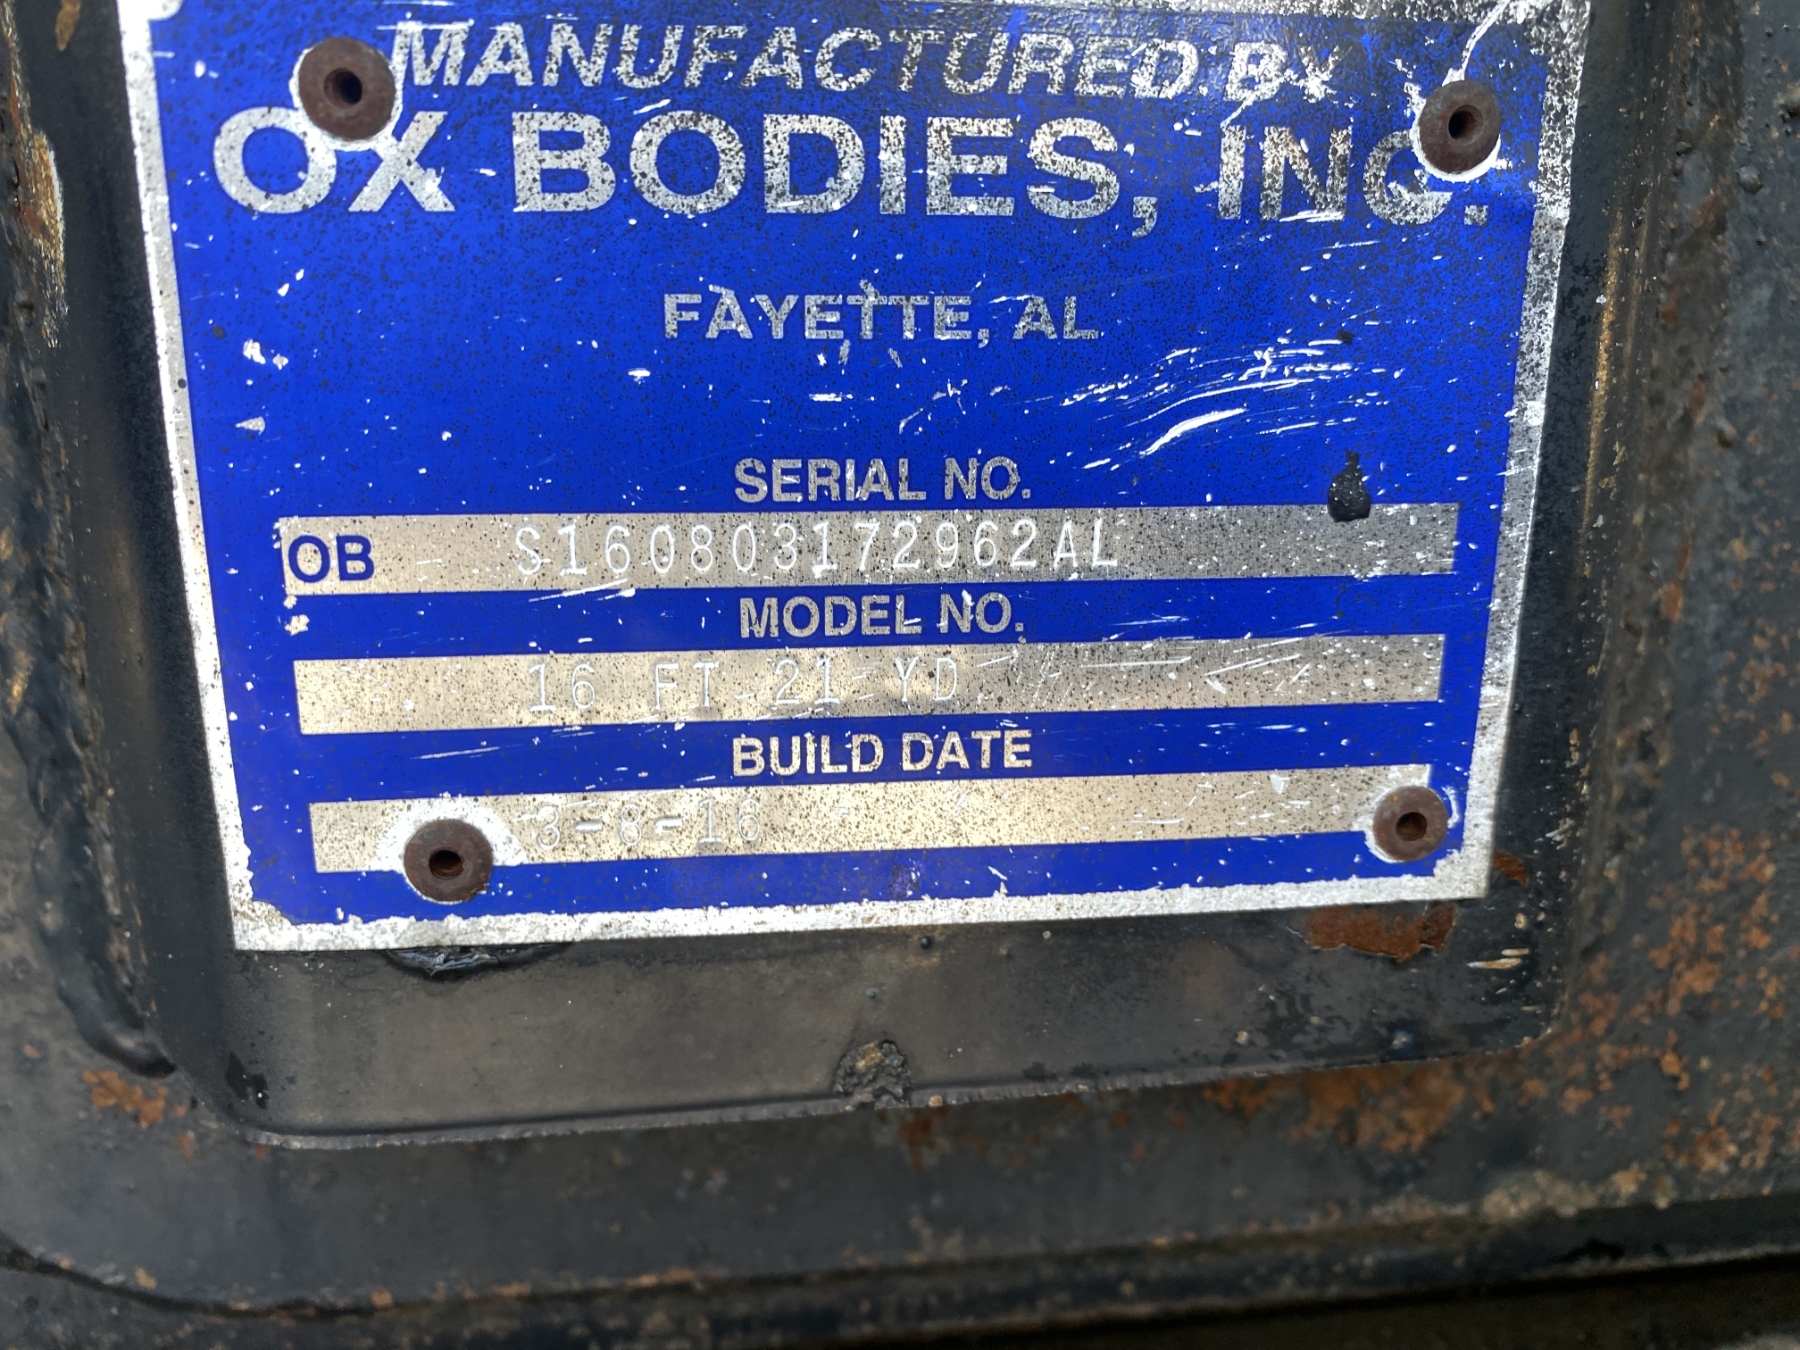 MANUFACTURED BY
OX BODIES, INC.
FAYETTE, AL
SERIAL NO.
OB S160803172962AL
MODEL NO.
16 FT 21 YD
BUILD DATE
3-8-16